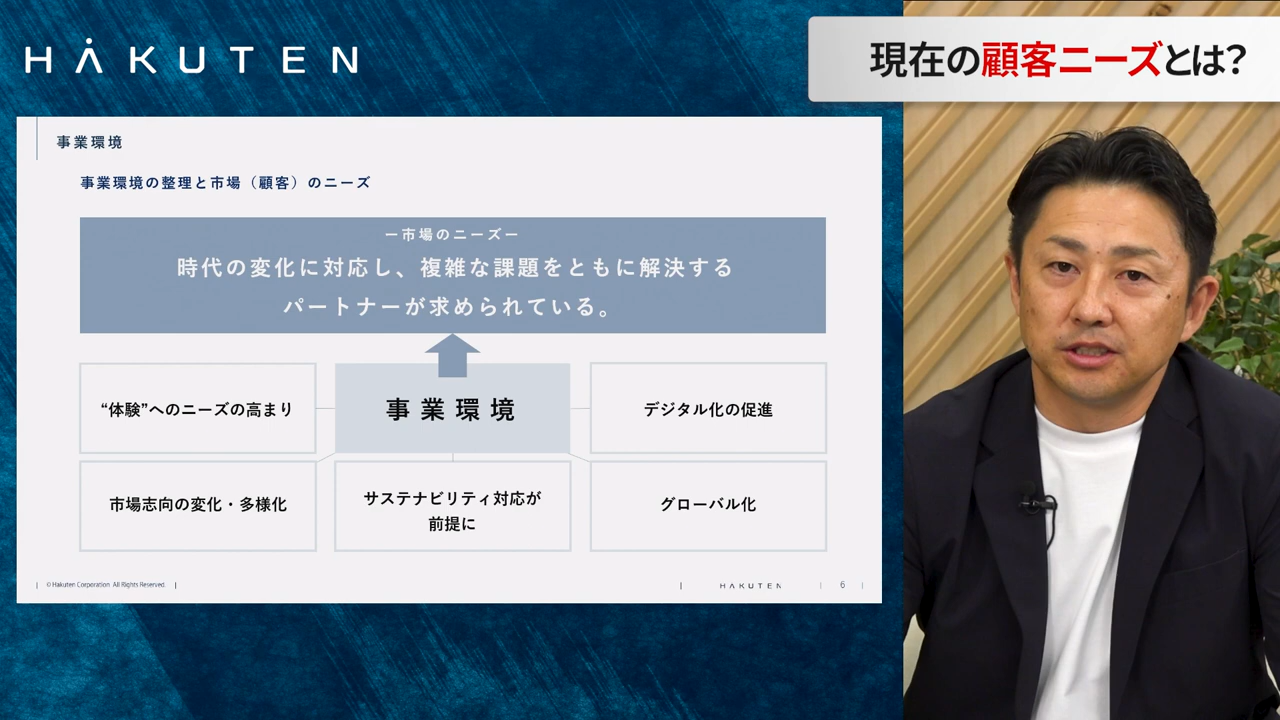 HAKUTEN
現在の顧客ニーズとは?
事業環境
事業環境の整理と市場（顧客）のニーズ
ー市場のニーズー
時代の変化に対応し、複雑な課題をともに解決する
パートナーが求められている。
“体験”へのニーズの高まり
事業環境
デジタル化の促進
市場志向の変化・多様化
サステナビリティ対応が
前提に
グローバル化
© Hakuten Corporation. All Rights Reserved.
HAKUTEN
6